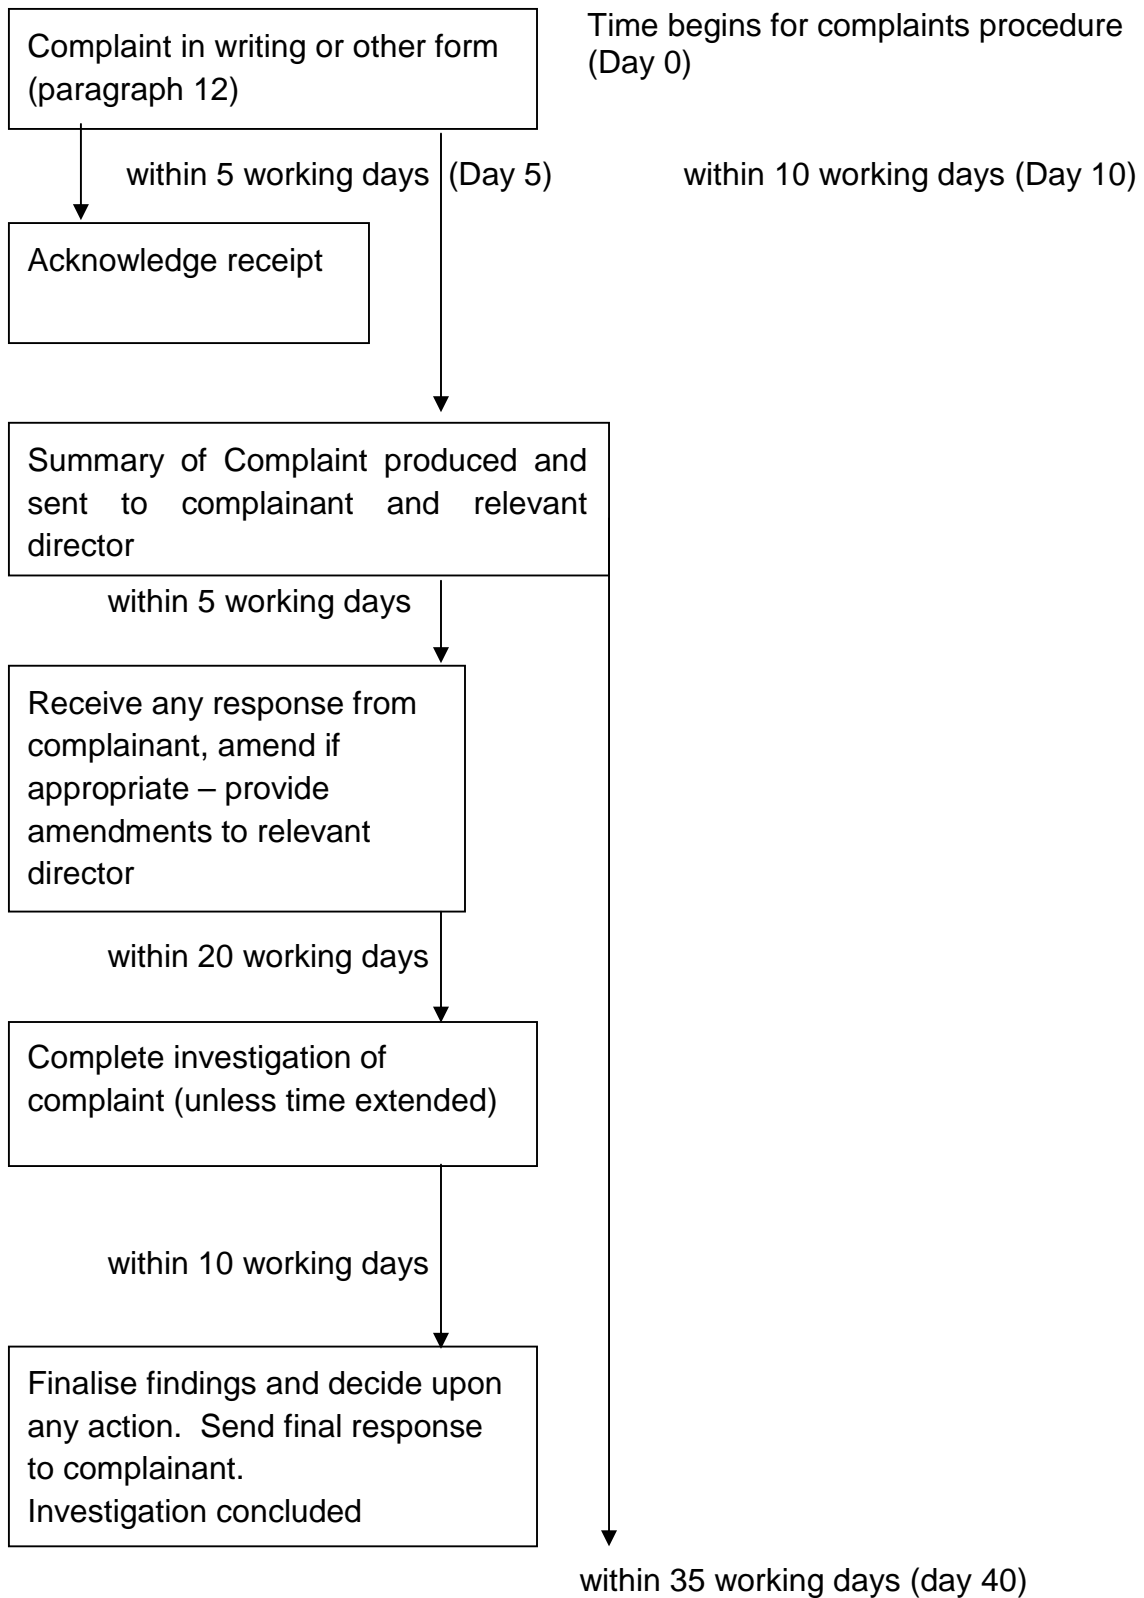 Complaint in writing or other form
(paragraph 12)
Time begins for complaints procedure
(Day 0)
within 5 working days (Day 5)
within 10 working days (Day 10)
Acknowledge receipt
Summary of Complaint produced and
sent to complainant and relevant
director
within 5 working days
Receive any response from
complainant, amend if
appropriate – provide
amendments to relevant
director
within 20 working days
Complete investigation of
complaint (unless time extended)
within 10 working days
Finalise findings and decide upon
any action.  Send final response
to complainant.
Investigation concluded
within 35 working days (day 40)